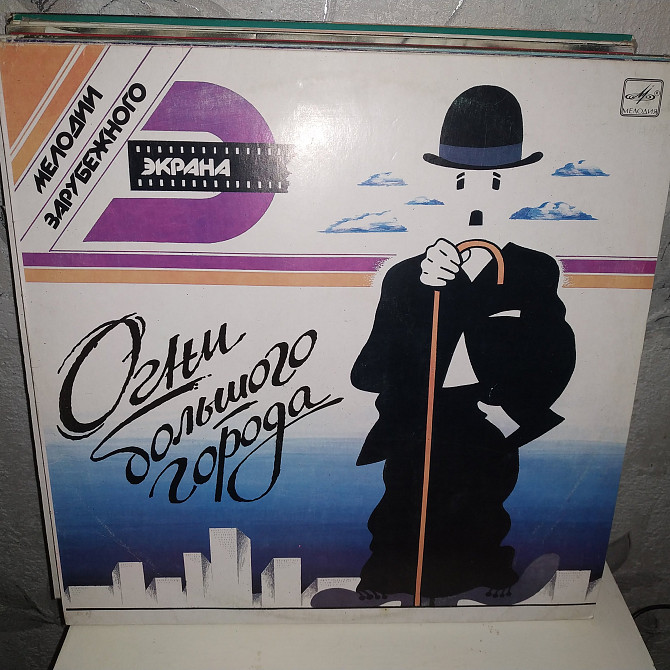 МЕЛОДИИ
ЗАРУБЕЖНОГО
ЭКРАНА
МЕЛОДИЯ
Огни
большого
города